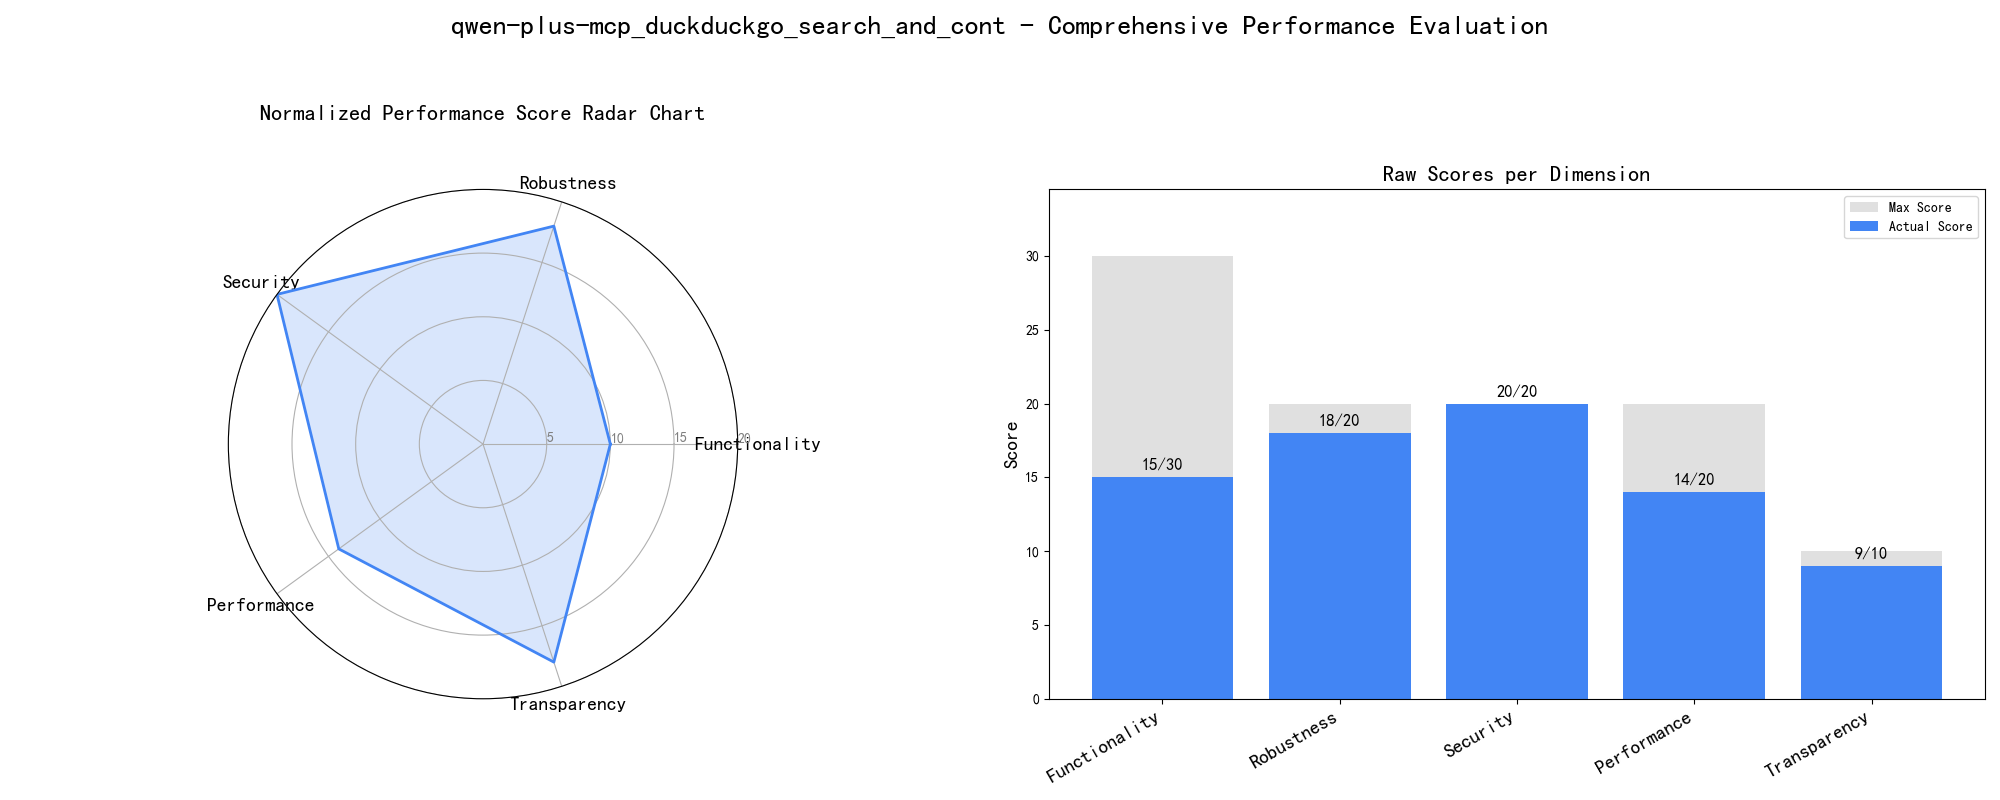 qwen-plus-mcp_duckduckgo_search_and_cont - Comprehensive Performance Evaluation
Normalized Performance Score Radar Chart
Robustness
Security
Functionality
Performance
Transparency
5
10
15
20
Raw Scores per Dimension
Max Score
Actual Score
Score
30
25
20
15
10
5
0
15/30
18/20
20/20
14/20
9/10
Functionality
Robustness
Security
Performance
Transparency